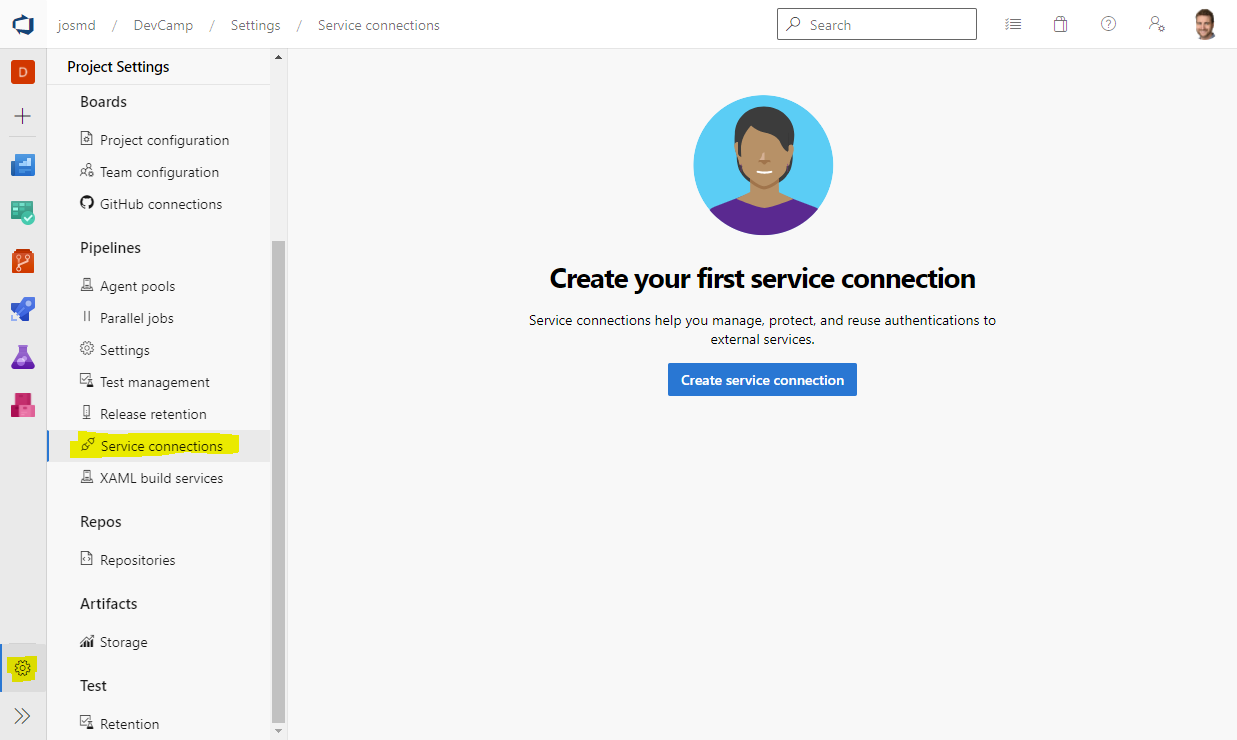 josmd / DevCamp / Settings / Service connections
Search
D
Project Settings
Boards
Project configuration
Team configuration
GitHub connections
Pipelines
Agent pools
Parallel jobs
Settings
Test management
Release retention
Service connections
XAML build services
Repos
Repositories
Artifacts
Storage
Test
Retention
Create your first service connection
Service connections help you manage, protect, and reuse authentications to
external services.
Create service connection